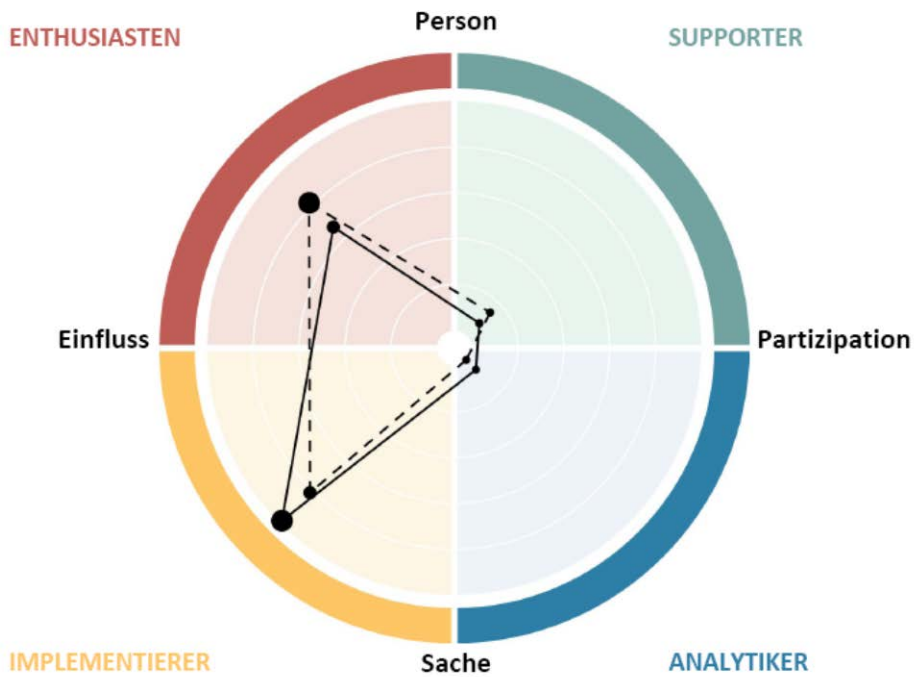 Person
ENTHUSIASTEN
SUPPORTER
Einfluss
Partizipation
IMPLEMENTIERER
Sache
ANALYTIKER